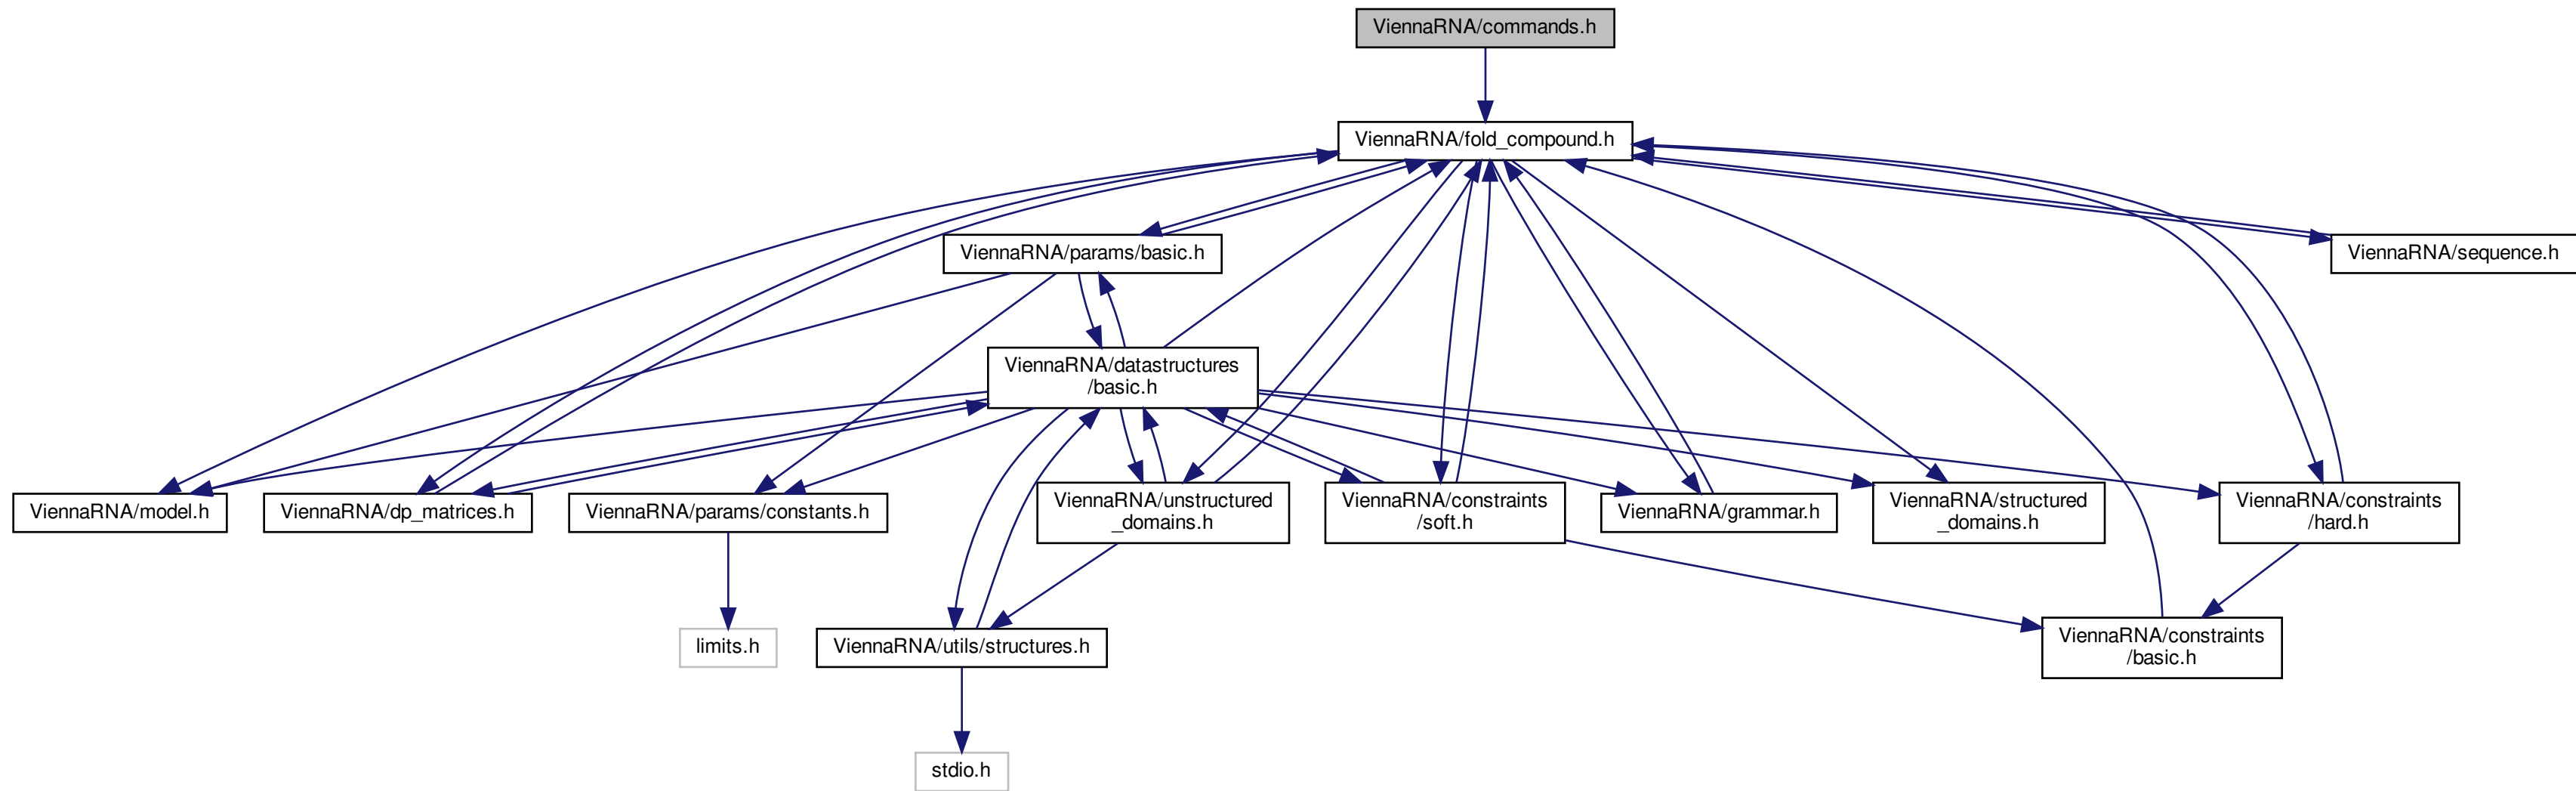 ViennaRNA/commands.h
ViennaRNA/fold_compound.h
ViennaRNA/params/basic.h
ViennaRNA/sequence.h
ViennaRNA/datastructures
/basic.h
ViennaRNA/model.h
ViennaRNA/dp_matrices.h
ViennaRNA/params/constants.h
ViennaRNA/unstructured
_domains.h
ViennaRNA/constraints
/soft.h
ViennaRNA/grammar.h
ViennaRNA/structured
_domains.h
ViennaRNA/constraints
/hard.h
limits.h
ViennaRNA/utils/structures.h
ViennaRNA/constraints
/basic.h
stdio.h